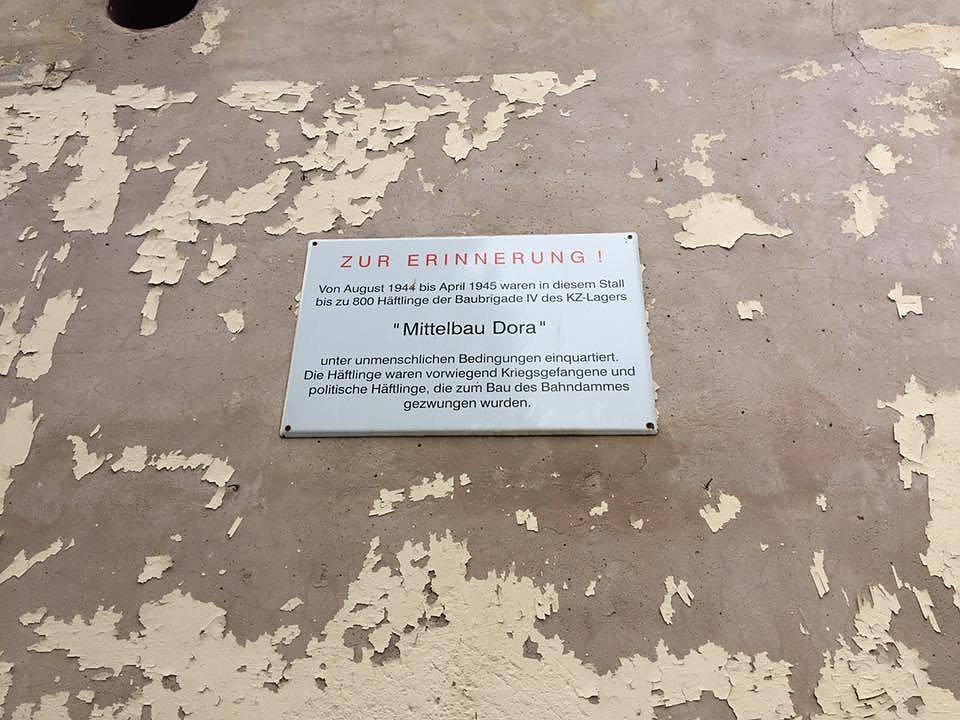 ZUR ERINNERUNG !
Von August 1944 bis April 1945 waren in diesem Stall
bis zu 800 Häftlinge der Baubrigade IV des KZ-Lagers
"Mittelbau Dora"
unter unmenschlichen Bedingungen einquartiert.
Die Häftlinge waren vorwiegend Kriegsgefangene und
politische Häftlinge, die zum Bau des Bahndammes
gezwungen wurden.